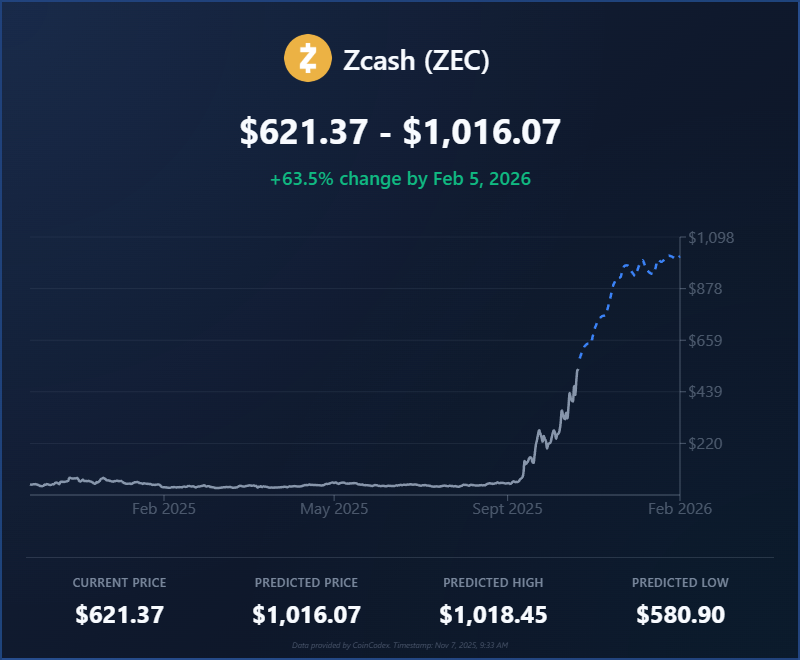 Zcash (ZEC)
$621.37 - $1,016.07
+63.5% change by Feb 5, 2026
$1,098
$878
$659
$439
$220
Feb 2025 May 2025 Sept 2025 Feb 2026
CURRENT PRICE PREDICTED PRICE PREDICTED HIGH PREDICTED LOW
$621.37 $1,016.07 $1,018.45 $580.90
Data provided by CoinCodex. Timestamp: Nov 7, 2025, 9:33 AM